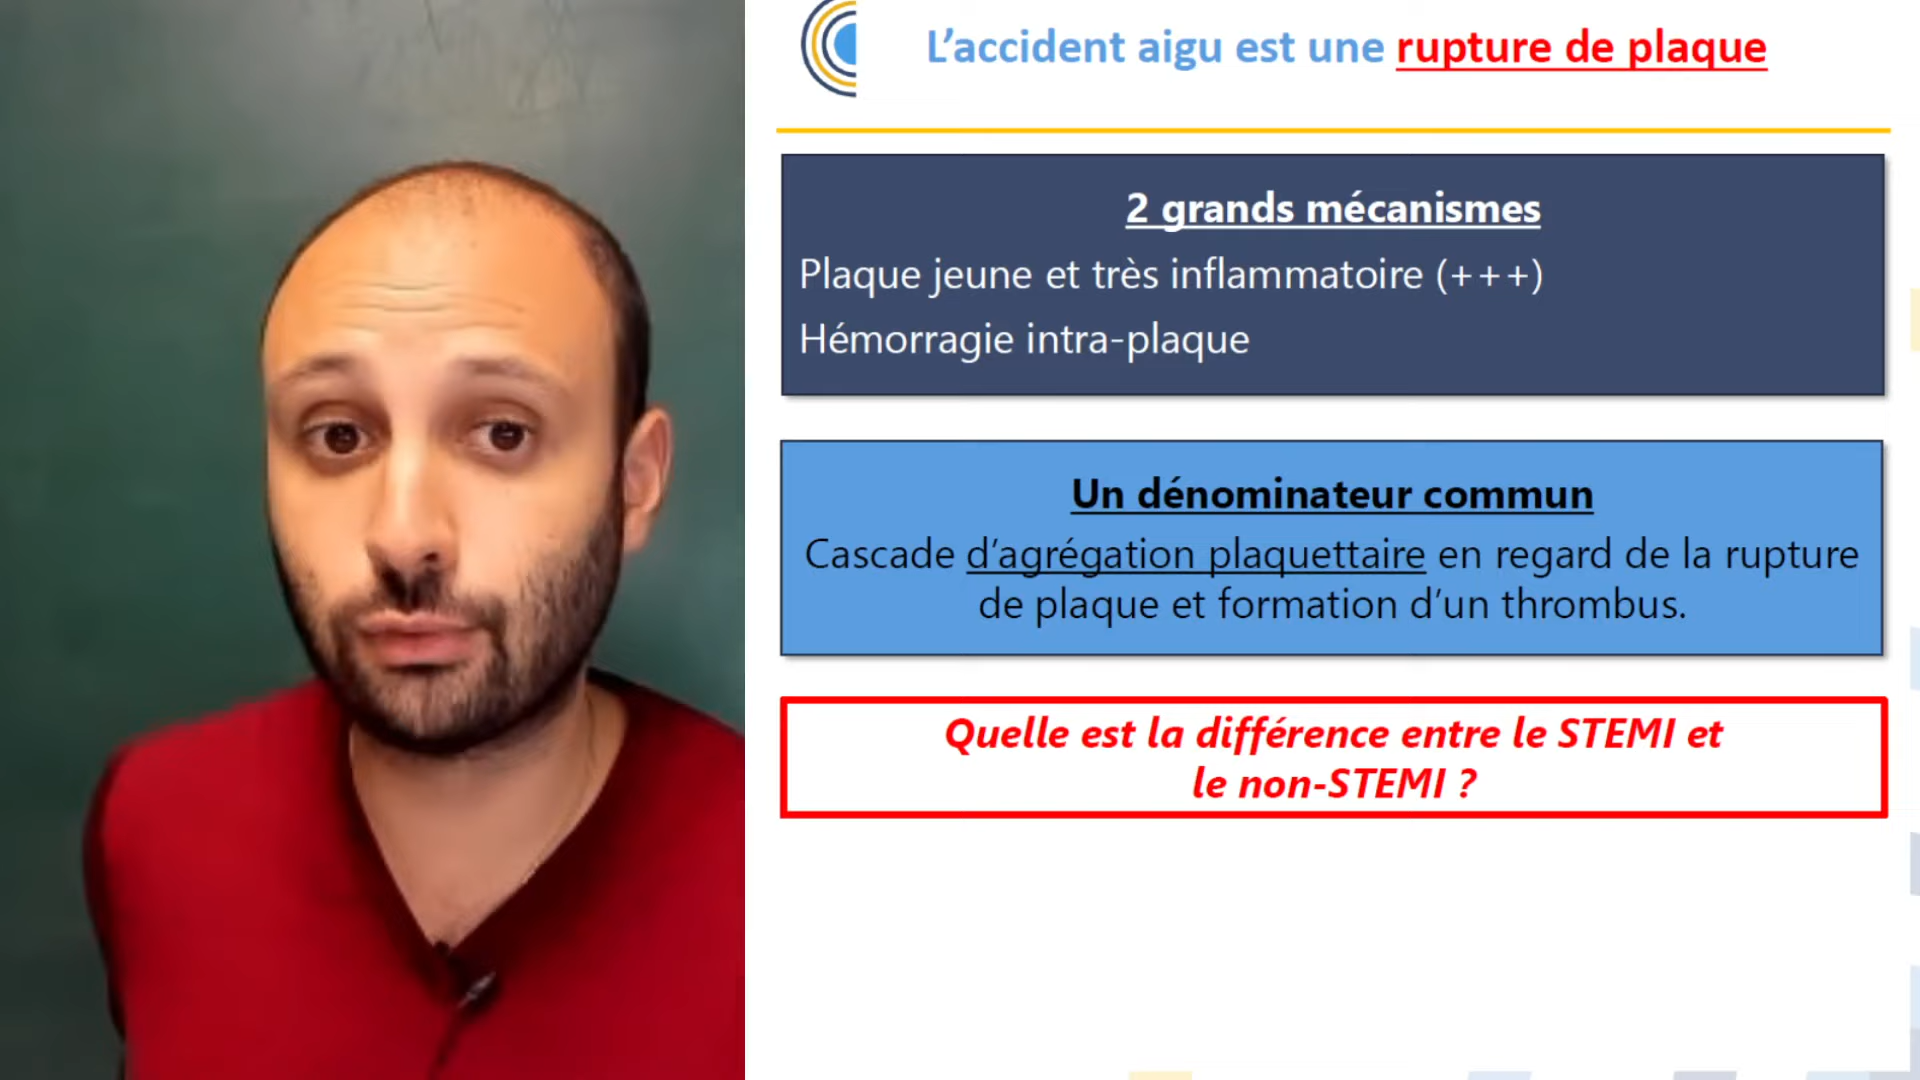 L’accident aigu est une rupture de plaque
2 grands mécanismes
Plaque jeune et très inflammatoire (+++)
Hémorragie intra-plaque
Un dénominateur commun
Cascade d’agrégation plaquettaire en regard de la rupture
de plaque et formation d’un thrombus.
Quelle est la différence entre le STEMI et
le non-STEMI ?